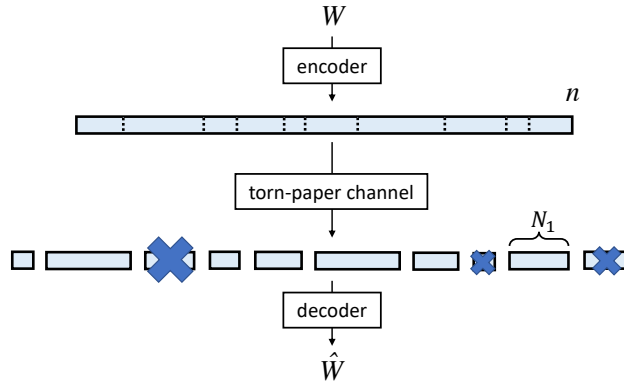 W
encoder
n
torn-paper channel
N₁
decoder
Ŵ